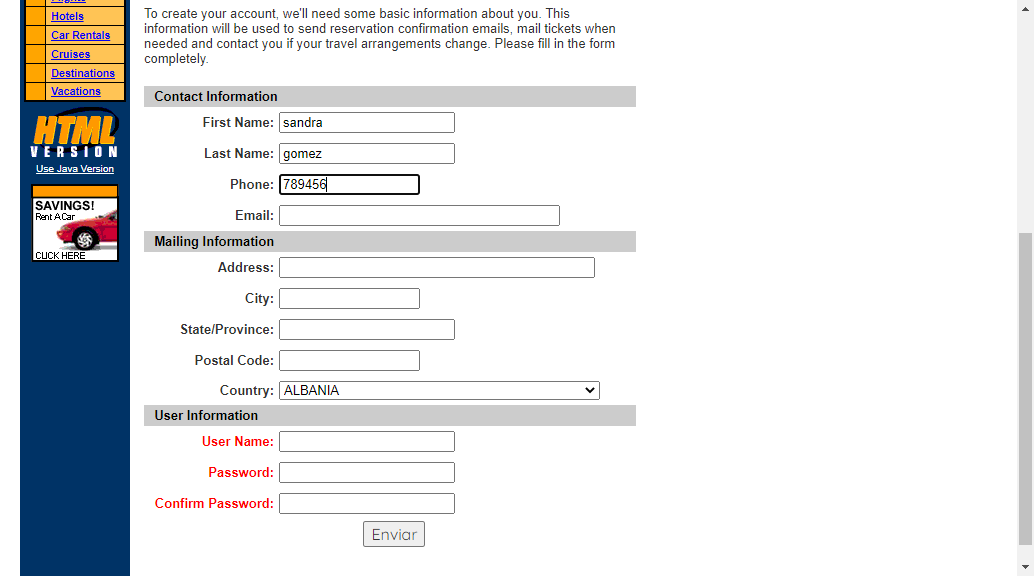 Flights
Hotels
Car Rentals
Cruises
Destinations
Vacations
HTML
VERSION
Use Java Version
SAVINGS!
Rent A Car
CLICK HERE
To create your account, we'll need some basic information about you. This
information will be used to send reservation confirmation emails, mail tickets when
needed and contact you if your travel arrangements change. Please fill in the form
completely.
Contact Information
First Name: sandra
Last Name: gomez
Phone: 789456
Email:
Mailing Information
Address:
City:
State/Province:
Postal Code:
Country: ALBANIA
User Information
User Name:
Password:
Confirm Password:
Enviar